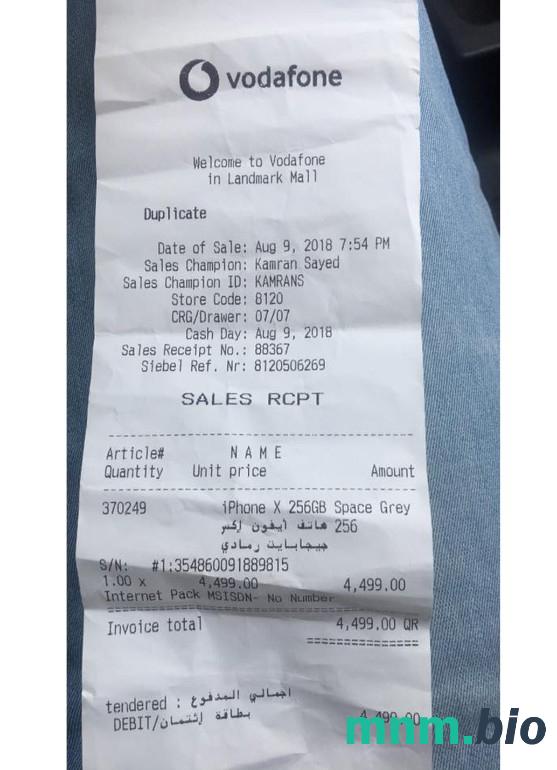 vodafone
Welcome to Vodafone
in Landmark Mall
Duplicate
Date of Sale: Aug 9, 2018 7:54 PM
Sales Champion: Kamran Sayed
Sales Champion ID: KAMRANS
Store Code: 8120
CRG/Drawer: 07/07
Cash Day: Aug 9, 2018
Sales Receipt No.: 88367
Siebel Ref. Nr: 8120506269
SALES RCPT
Article# N A M E
Quantity Unit price Amount
370249 iPhone X 256GB Space Grey
هاتف آيفون إكس 256
جيجابايت رمادي
S/N: #1:354860091889815
1.00 x 4,499.00 4,499.00
Internet Pack MSISDN- No Number
Invoice total 4,499.00 QR
tendered : اجمالي المدفوع
DEBIT/بطاقة إئتمان 4,499.00
mnm.bio